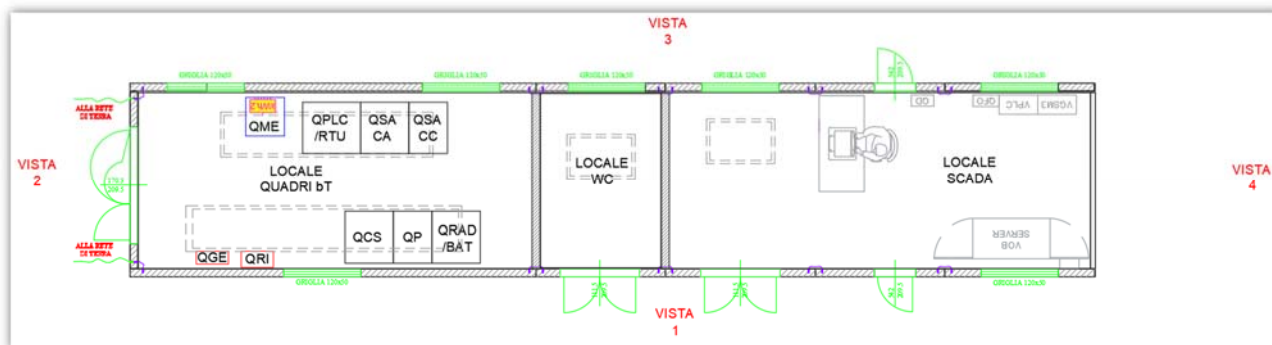 VISTA
3
GRIGLIA 120x50
GRIGLIA 120x50
GRIGLIA 120x50
GRIGLIA 120x50
GRIGLIA 120x50
ALLA RETE
DI TERRA
QME
QPLC
/RTU
QSA
CA
QSA
CC
QD
QFO
VPLC
VGSM3
VISTA
2
LOCALE
QUADRI bT
LOCALE
WC
LOCALE
SCADA
VISTA
4
ALLA RETE
DI TERRA
QGE
QRI
QCS
QP
QRAD
/BAT
VOB
SERVER
GRIGLIA 120x50
GRIGLIA 120x50
VISTA
1